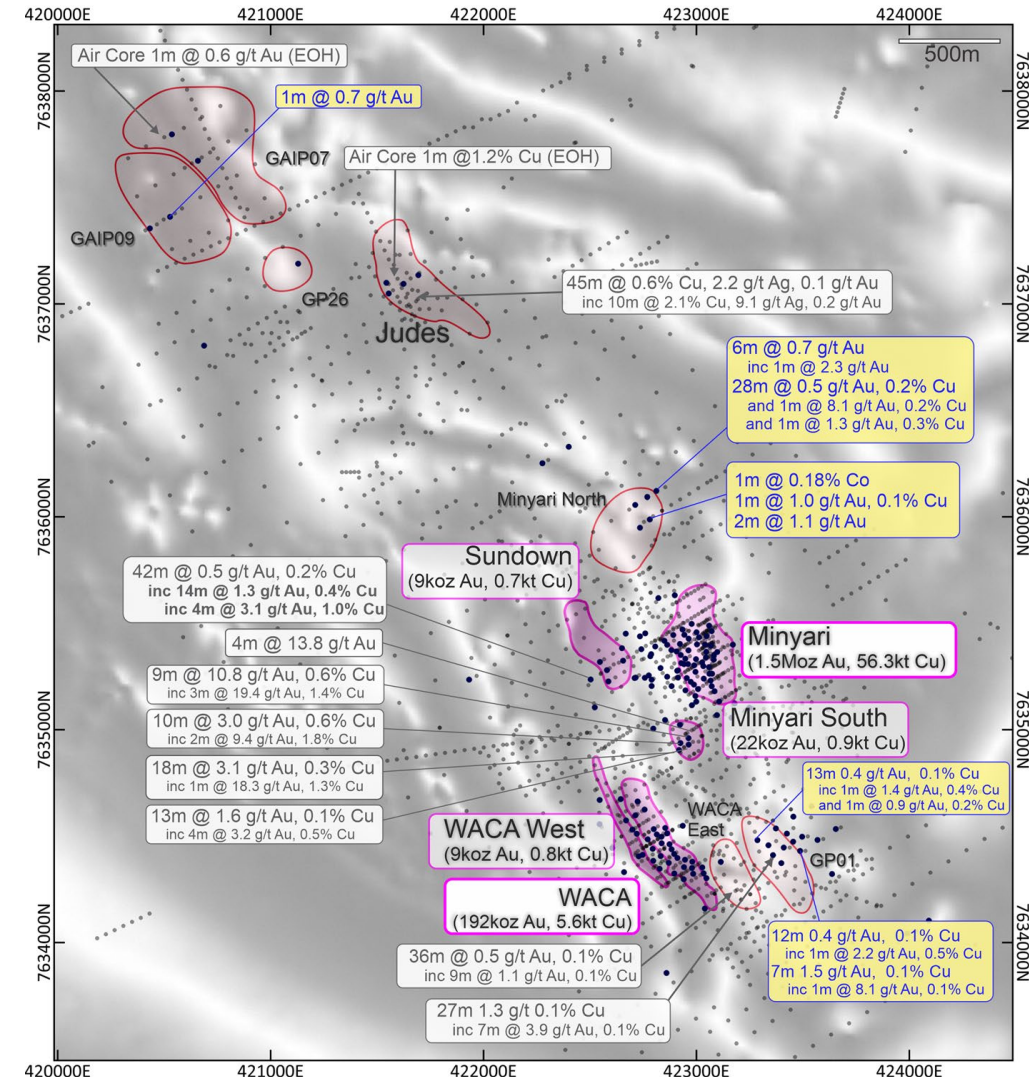 420000E
421000E
422000E
423000E
424000E
500m
7638000N
7638000N
Air Core 1m @ 0.6 g/t Au (EOH)
1m @ 0.7 g/t Au
GAIP07
Air Core 1m @1.2% Cu (EOH)
GAIP09
GP26
Judes
45m @ 0.6% Cu, 2.2 g/t Ag, 0.1 g/t Au
inc 10m @ 2.1% Cu, 9.1 g/t Ag, 0.2 g/t Au
7637000N
7637000N
6m @ 0.7 g/t Au
inc 1m @ 2.3 g/t Au
28m @ 0.5 g/t Au, 0.2% Cu
and 1m @ 8.1 g/t Au, 0.2% Cu
and 1m @ 1.3 g/t Au, 0.3% Cu
Minyari North
1m @ 0.18% Co
1m @ 1.0 g/t Au, 0.1% Cu
2m @ 1.1 g/t Au
7636000N
7636000N
Sundown
(9koz Au, 0.7kt Cu)
42m @ 0.5 g/t Au, 0.2% Cu
inc 14m @ 1.3 g/t Au, 0.4% Cu
inc 4m @ 3.1 g/t Au, 1.0% Cu
4m @ 13.8 g/t Au
Minyari
(1.5Moz Au, 56.3kt Cu)
9m @ 10.8 g/t Au, 0.6% Cu
inc 3m @ 19.4 g/t Au, 1.4% Cu
10m @ 3.0 g/t Au, 0.6% Cu
inc 2m @ 9.4 g/t Au, 1.8% Cu
Minyari South
(22koz Au, 0.9kt Cu)
7635000N
7635000N
18m @ 3.1 g/t Au, 0.3% Cu
inc 1m @ 18.3 g/t Au, 1.3% Cu
13m @ 1.6 g/t Au, 0.1% Cu
inc 4m @ 3.2 g/t Au, 0.5% Cu
13m 0.4 g/t Au, 0.1% Cu
inc 1m @ 1.4 g/t Au, 0.4% Cu
and 1m @ 0.9 g/t Au, 0.2% Cu
WACA
East
WACA West
(9koz Au, 0.8kt Cu)
GP01
WACA
(192koz Au, 5.6kt Cu)
12m 0.4 g/t Au, 0.1% Cu
inc 1m @ 2.2 g/t Au, 0.5% Cu
7m 1.5 g/t Au, 0.1% Cu
inc 1m @ 8.1 g/t Au, 0.1% Cu
7634000N
7634000N
36m @ 0.5 g/t Au, 0.1% Cu
inc 9m @ 1.1 g/t Au, 0.1% Cu
27m 1.3 g/t 0.1% Cu
inc 7m @ 3.9 g/t Au, 0.1% Cu
420000E
421000E
422000E
423000E
424000E